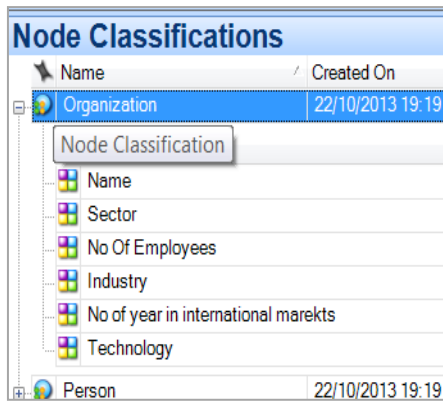 Node Classifications
Name Created On
Organization 22/10/2013 19:19
Node Classification
Name
Sector
No Of Employees
Industry
No of year in international marekts
Technology
Person 22/10/2013 19:19